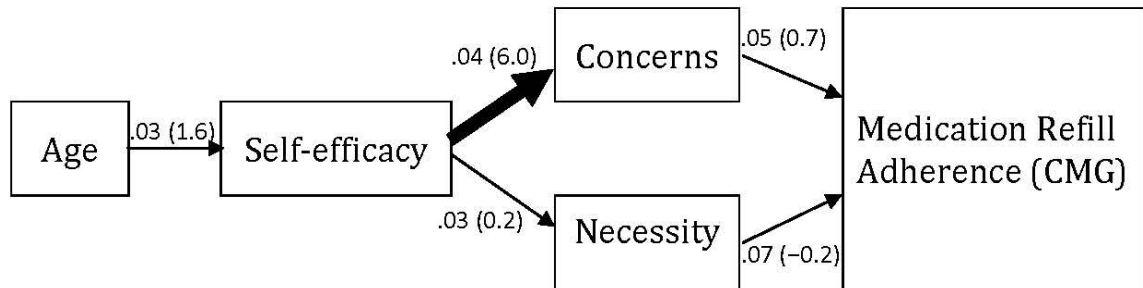 Age
.03 (1.6)
Self-efficacy
.04 (6.0)
Concerns
.05 (0.7)
.03 (0.2)
Necessity
.07 (−0.2)
Medication Refill
Adherence (CMG)